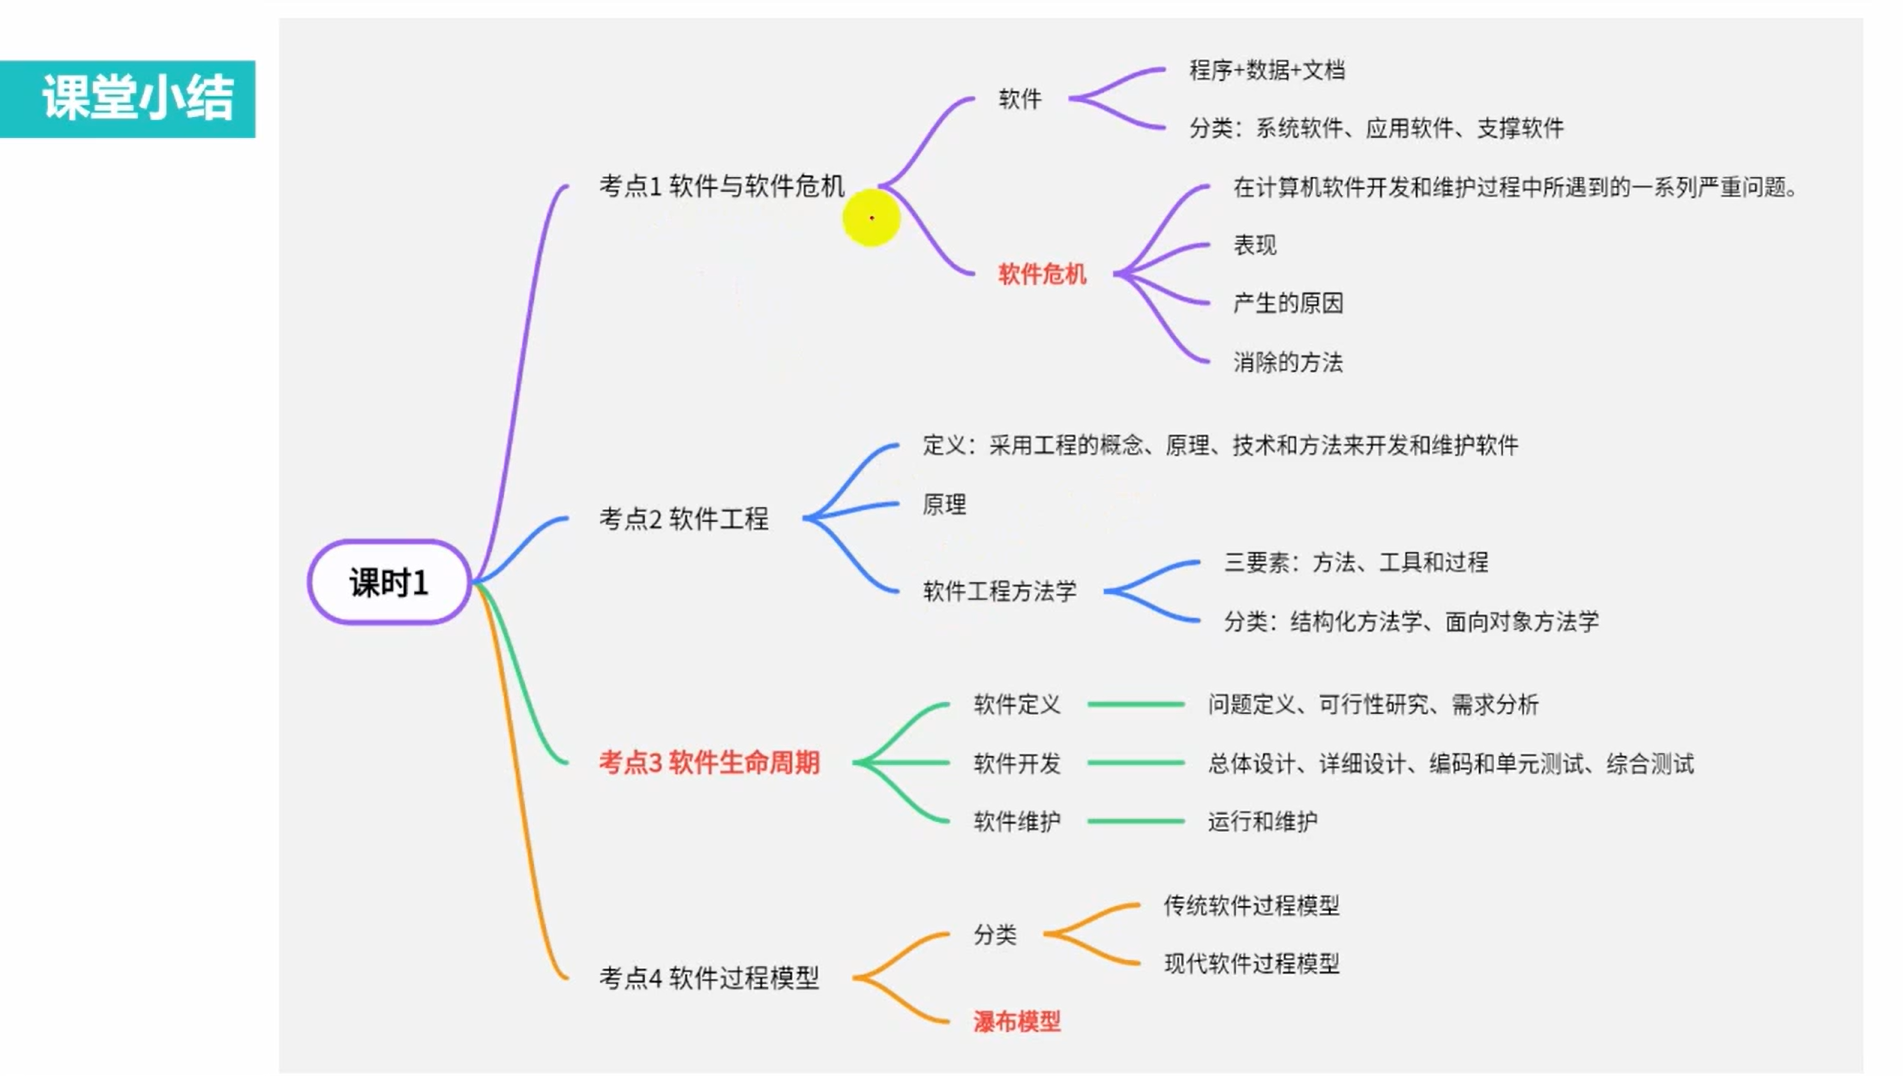 课堂小结
课时1
考点1 软件与软件危机
软件
程序+数据+文档
分类：系统软件、应用软件、支撑软件
软件危机
在计算机软件开发和维护过程中所遇到的一系列严重问题。
表现
产生的原因
消除的方法
考点2 软件工程
定义：采用工程的概念、原理、技术和方法来开发和维护软件
原理
软件工程方法学
三要素：方法、工具和过程
分类：结构化方法学、面向对象方法学
考点3 软件生命周期
软件定义
问题定义、可行性研究、需求分析
软件开发
总体设计、详细设计、编码和单元测试、综合测试
软件维护
运行和维护
考点4 软件过程模型
分类
传统软件过程模型
现代软件过程模型
瀑布模型